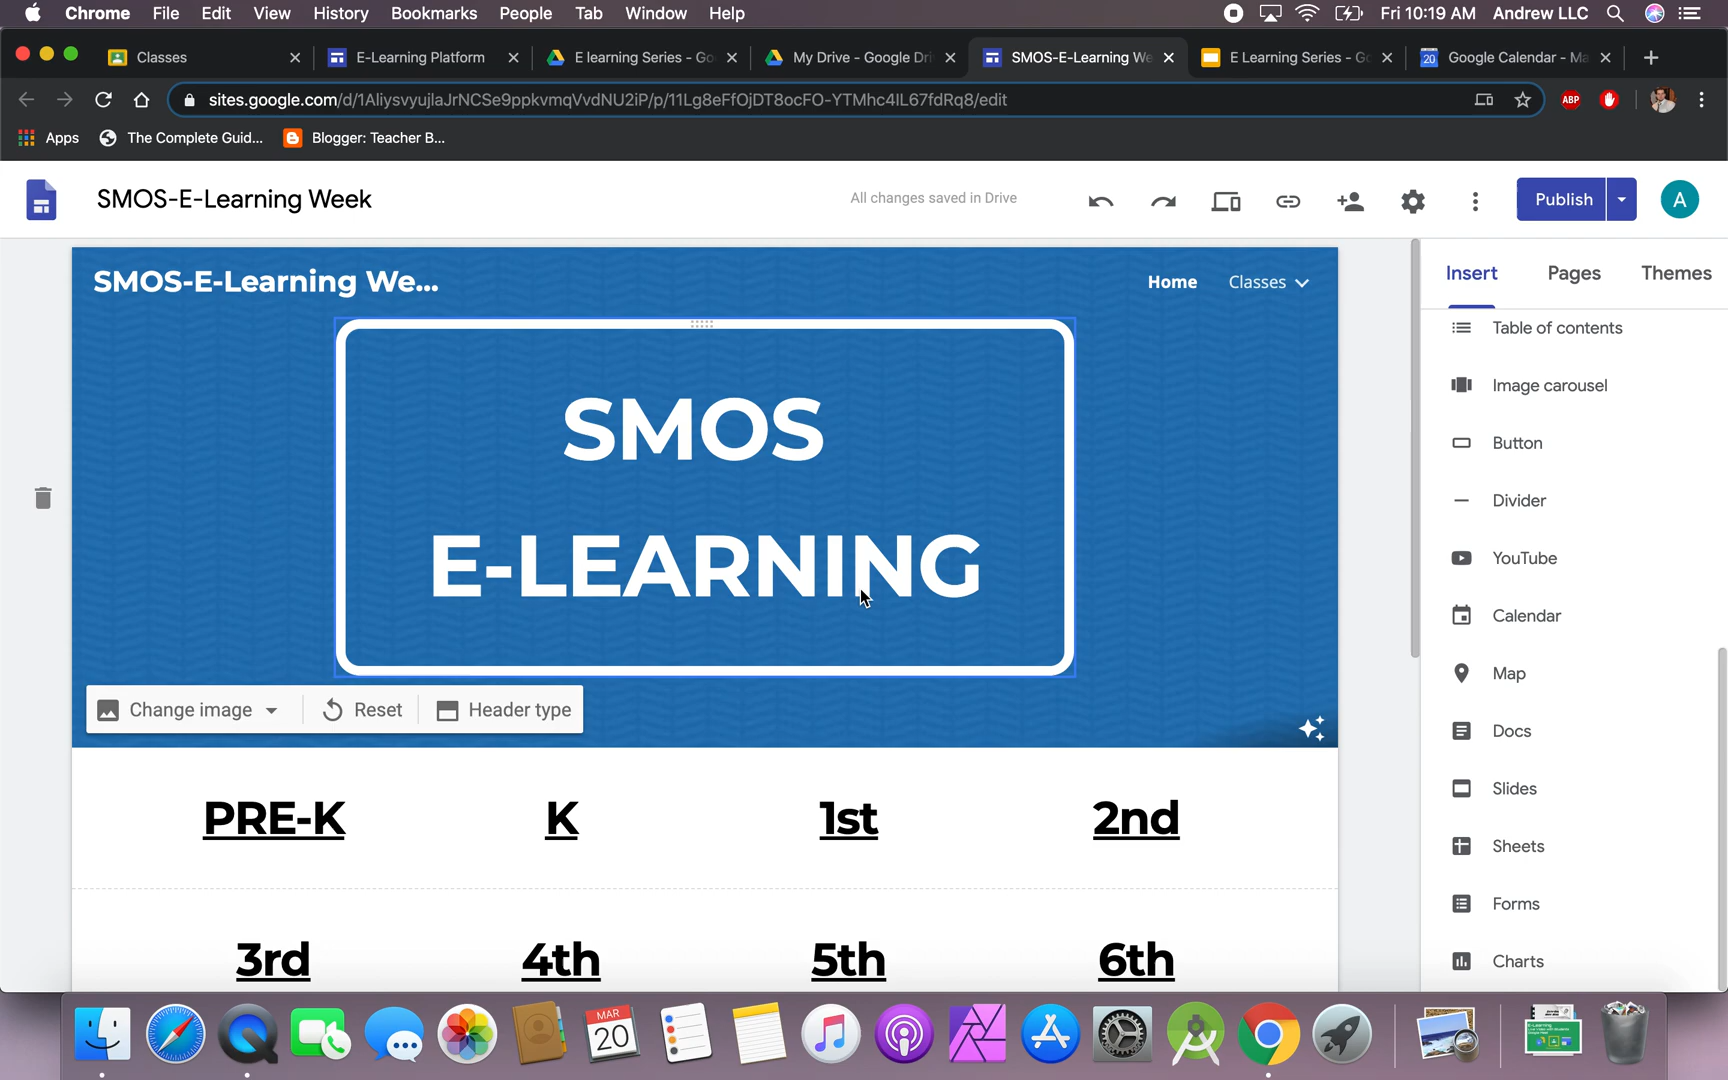 Chrome File Edit View History Bookmarks People Tab Window Help Fri 10:19 AM Andrew LLC
Classes E-Learning Platform E learning Series - Go My Drive - Google Dri SMOS-E-Learning We E Learning Series - Go Google Calendar - Ma
sites.google.com/d/1AliysvyujlaJrNCSe9ppkvmqVvdNU2iP/p/11Lg8eFfOjDT8ocFO-YTMhc4IL67fdRq8/edit ABP
Apps The Complete Guid... Blogger: Teacher B...
SMOS-E-Learning Week All changes saved in Drive Publish A
SMOS-E-Learning We... Home Classes
Insert Pages Themes
SMOS
E-LEARNING
Change image Reset Header type
PRE-K K 1st 2nd
3rd 4th 5th 6th
Table of contents
Image carousel
Button
Divider
YouTube
Calendar
Map
Docs
Slides
Sheets
Forms
Charts
MAR
20